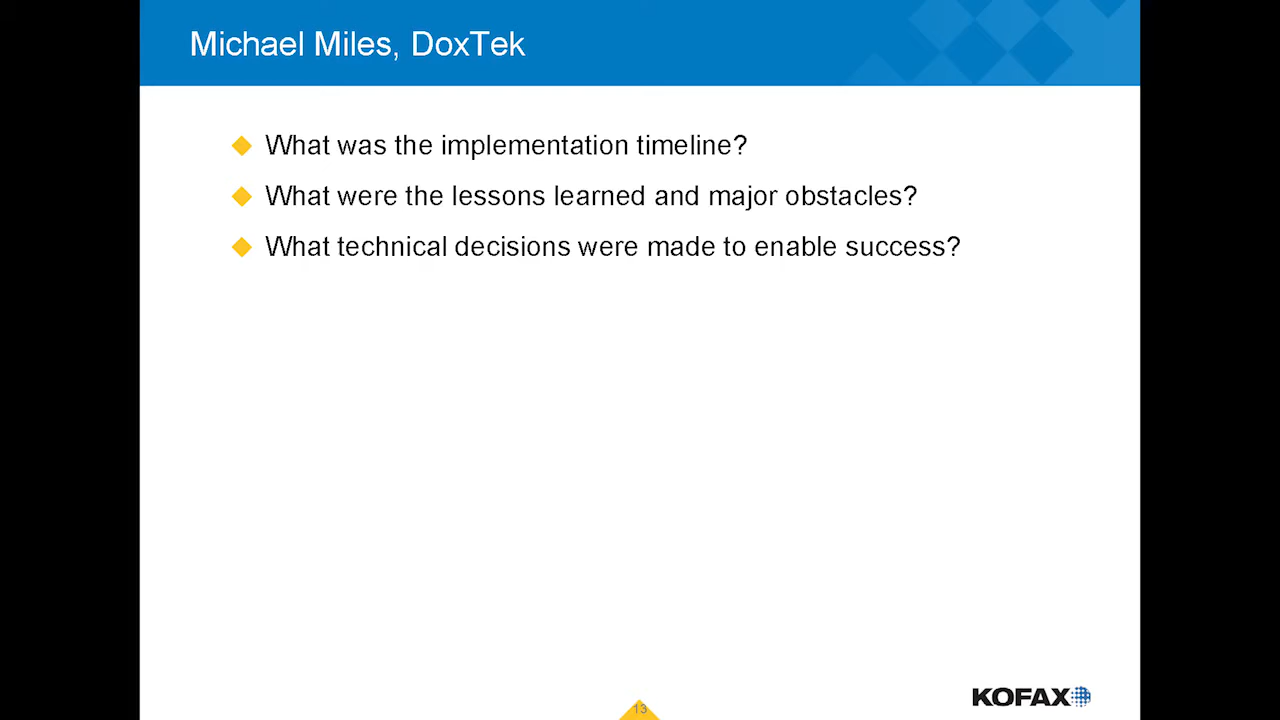 Michael Miles, DoxTek
What was the implementation timeline?
What were the lessons learned and major obstacles?
What technical decisions were made to enable success?
13
KOFAX